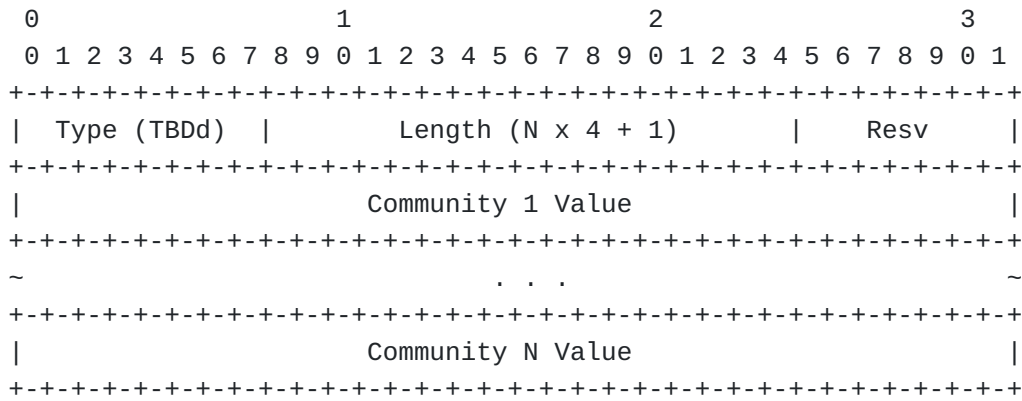 0                   1                   2                   3
 0 1 2 3 4 5 6 7 8 9 0 1 2 3 4 5 6 7 8 9 0 1 2 3 4 5 6 7 8 9 0 1
+-+-+-+-+-+-+-+-+-+-+-+-+-+-+-+-+-+-+-+-+-+-+-+-+-+-+-+-+-+-+-+-+
|  Type (TBDd)  |        Length (N x 4 + 1)       |    Resv     |
+-+-+-+-+-+-+-+-+-+-+-+-+-+-+-+-+-+-+-+-+-+-+-+-+-+-+-+-+-+-+-+-+
|                      Community 1 Value                        |
+-+-+-+-+-+-+-+-+-+-+-+-+-+-+-+-+-+-+-+-+-+-+-+-+-+-+-+-+-+-+-+-+
~                              . . .                            ~
+-+-+-+-+-+-+-+-+-+-+-+-+-+-+-+-+-+-+-+-+-+-+-+-+-+-+-+-+-+-+-+-+
|                      Community N Value                        |
+-+-+-+-+-+-+-+-+-+-+-+-+-+-+-+-+-+-+-+-+-+-+-+-+-+-+-+-+-+-+-+-+